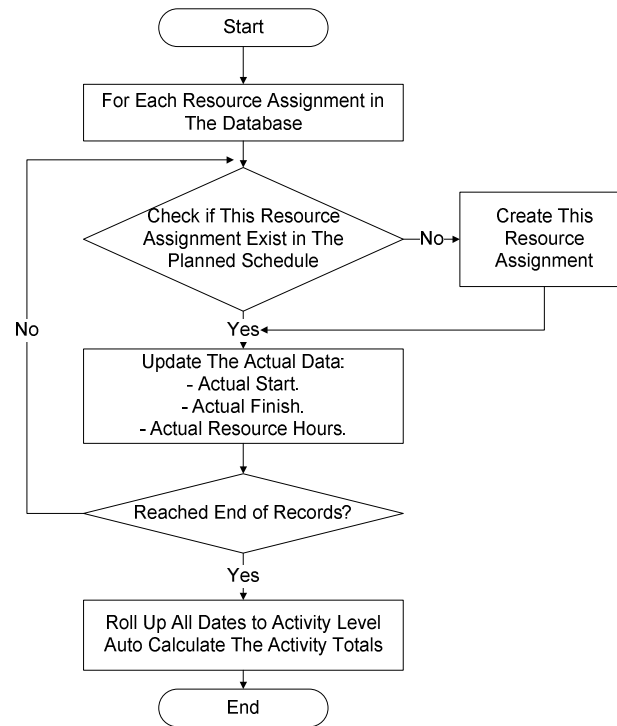 Start
For Each Resource Assignment in
The Database
Check if This Resource
Assignment Exist in The
Planned Schedule
No
Create This
Resource
Assignment
No
Yes
Update The Actual Data:
- Actual Start.
- Actual Finish.
- Actual Resource Hours.
Reached End of Records?
Yes
Roll Up All Dates to Activity Level
Auto Calculate The Activity Totals
End